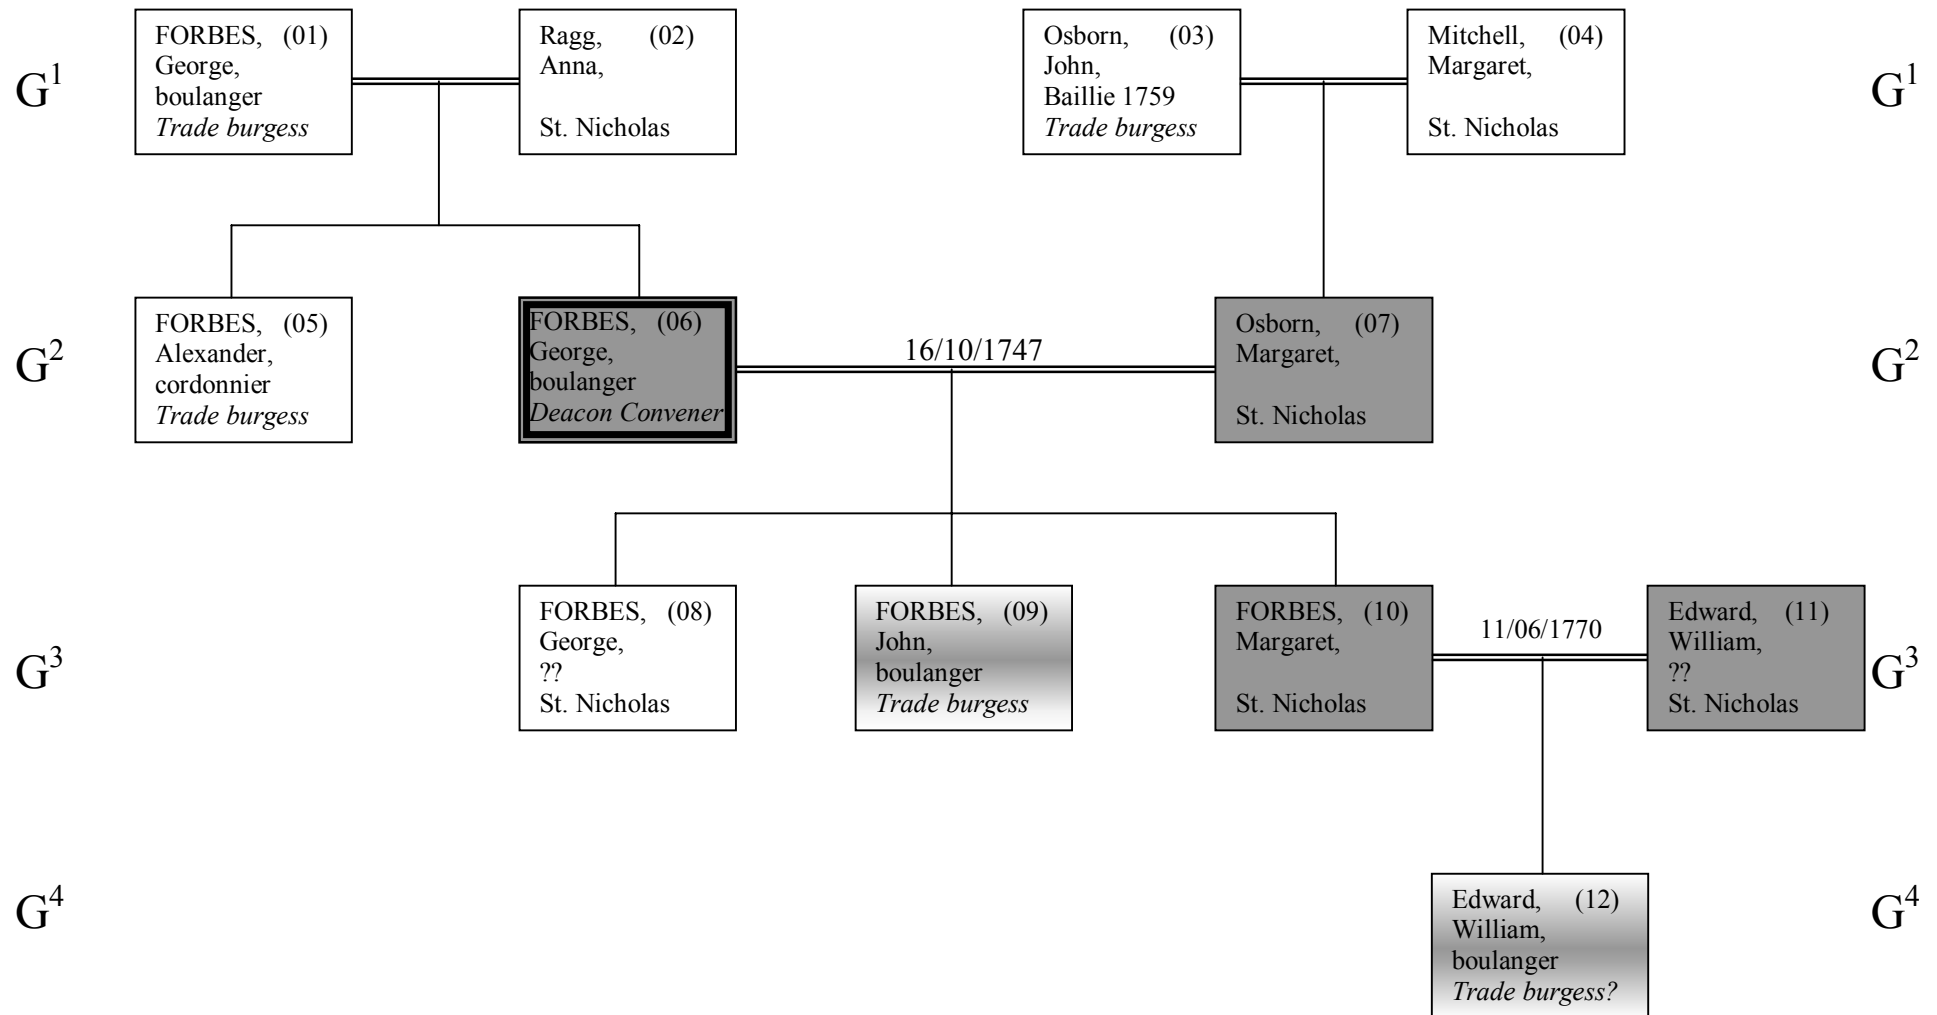 G¹
FORBES, (01)
George,
boulanger
Trade burgess
Ragg, (02)
Anna,
St. Nicholas
Osborn, (03)
John,
Baillie 1759
Trade burgess
Mitchell, (04)
Margaret,
St. Nicholas
G¹
G²
FORBES, (05)
Alexander,
cordonnier
Trade burgess
FORBES, (06)
George,
boulanger
Deacon Convener
16/10/1747
Osborn, (07)
Margaret,
St. Nicholas
G²
G³
FORBES, (08)
George,
??
St. Nicholas
FORBES, (09)
John,
boulanger
Trade burgess
FORBES, (10)
Margaret,
St. Nicholas
11/06/1770
Edward, (11)
William,
??
St. Nicholas
G³
G⁴
Edward, (12)
William,
boulanger
Trade burgess?
G⁴